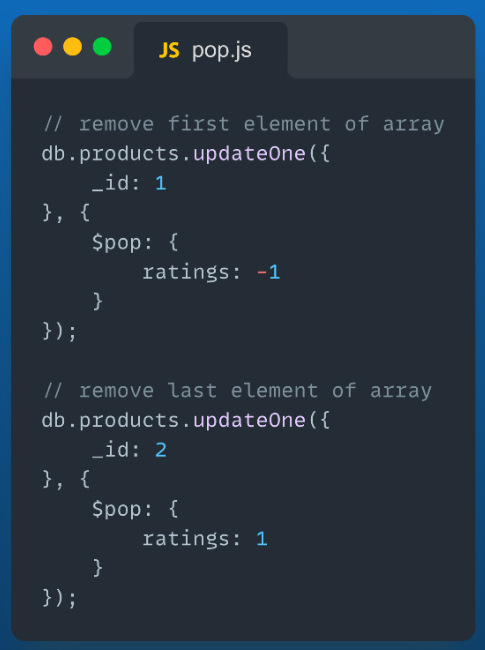 JS pop.js
// remove first element of array
db.products.updateOne({
    _id: 1
}, {
    $pop: {
        ratings: -1
    }
});

// remove last element of array
db.products.updateOne({
    _id: 2
}, {
    $pop: {
        ratings: 1
    }
});